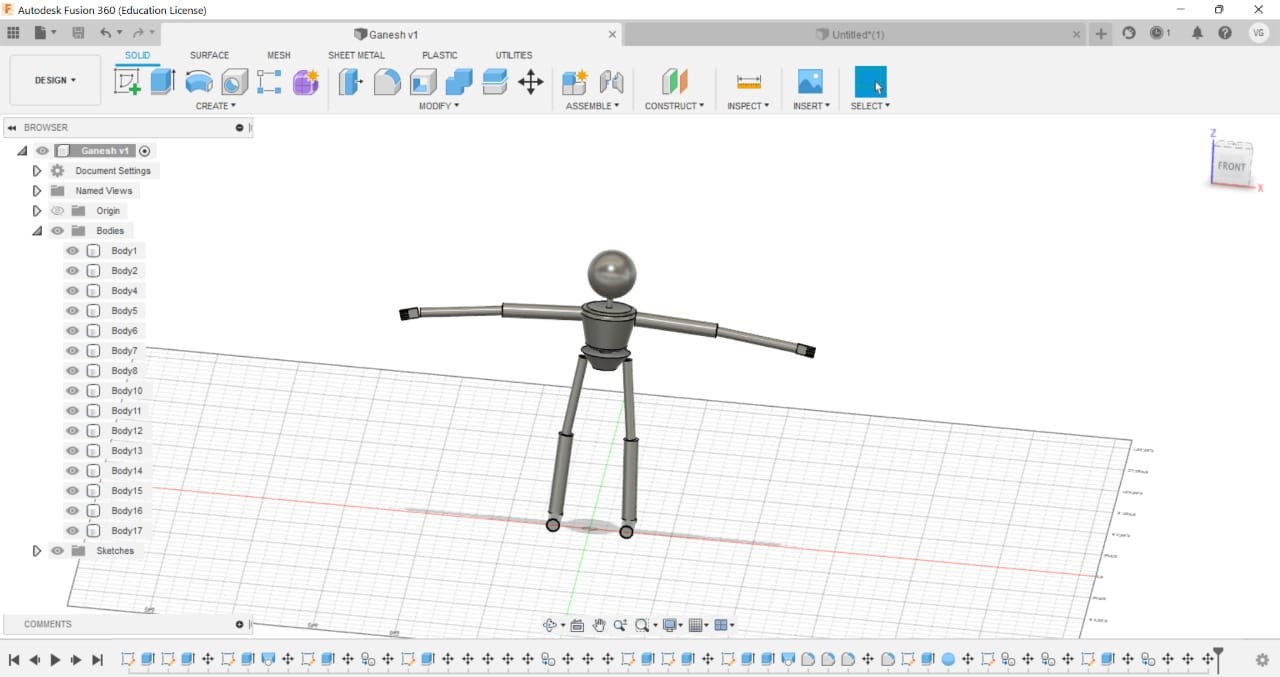 Autodesk Fusion 360 (Education License)
Ganesh v1
Untitled*(1)
1
VG
DESIGN
SOLID SURFACE MESH SHEET METAL PLASTIC UTILITIES
CREATE MODIFY ASSEMBLE CONSTRUCT INSPECT INSERT SELECT
BROWSER
Ganesh v1
Document Settings
Named Views
Origin
Bodies
Body1
Body2
Body4
Body5
Body6
Body7
Body8
Body10
Body11
Body12
Body13
Body14
Body15
Body16
Body17
Sketches
Z
FRONT
X
COMMENTS